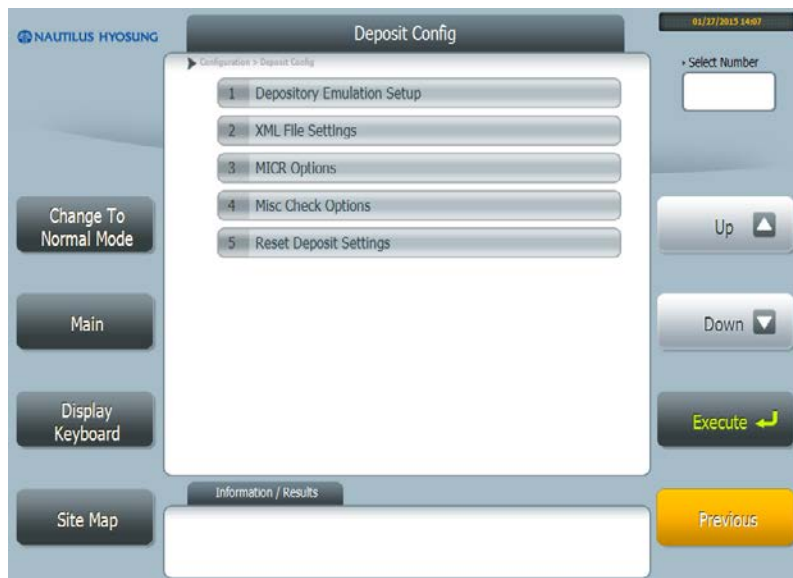 NAUTILUS HYOSUNG
Deposit Config
01/27/2015 14:07
Configuration > Deposit Config
Select Number
1 Depository Emulation Setup
2 XML File Settings
3 MICR Options
4 Misc Check Options
5 Reset Deposit Settings
Change To
Normal Mode
Main
Display
Keyboard
Site Map
Up
Down
Execute
Previous
Information / Results